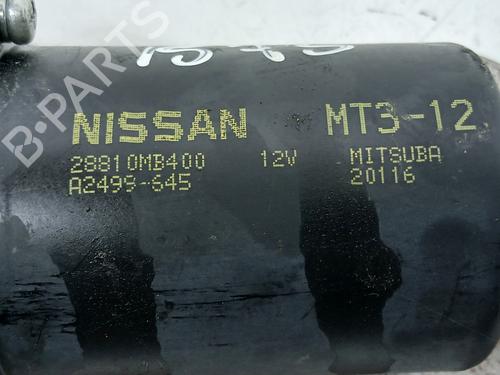 NISSAN MT3-12
28810MB400 12V MITSUBA
A2499-645 20116
B-PARTS